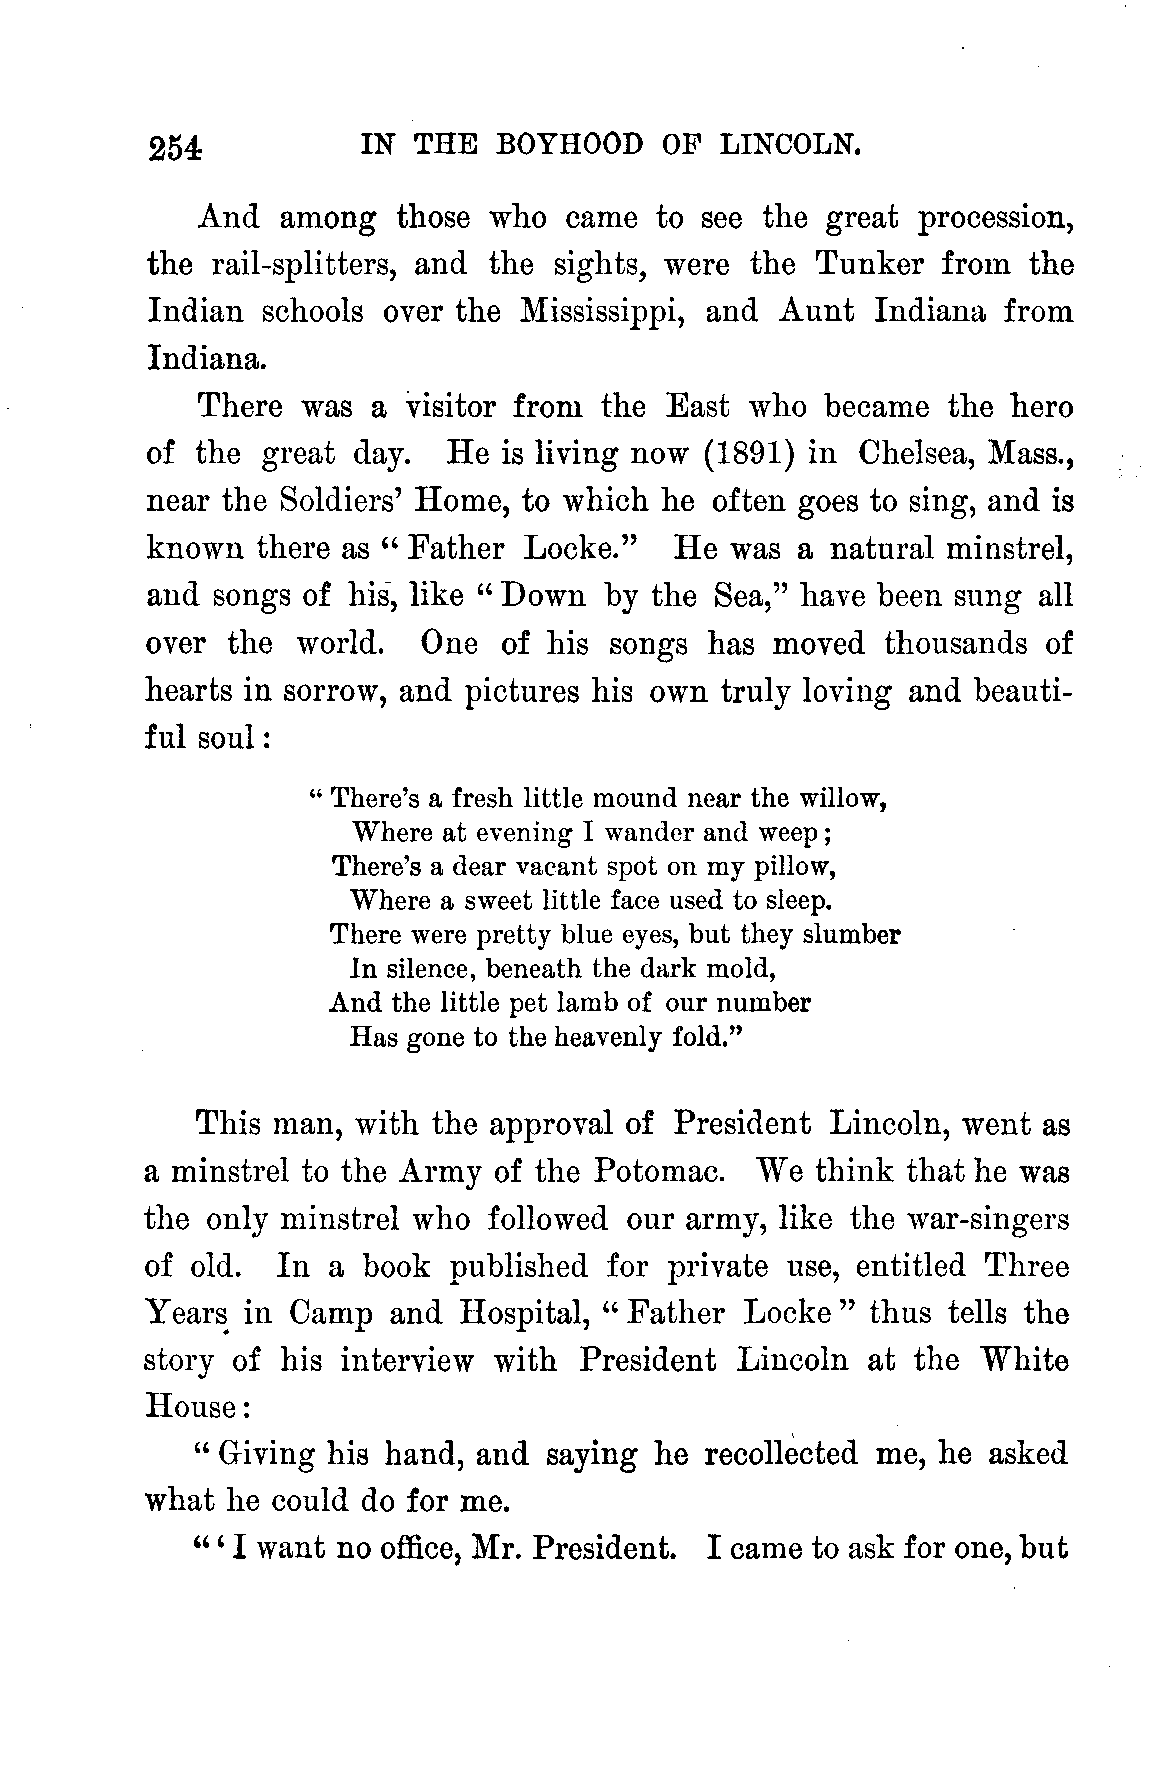 254 IN THE BOYHOOD OF LINCOLN.
And among those who came to see the great procession,
the rail-splitters, and the sights, were the Tunker from the
Indian schools over the Mississippi, and Aunt Indiana from
Indiana.
There was a visitor from the East who became the hero
of the great day. He is living now (1891) in Chelsea, Mass.,
near the Soldiers’ Home, to which he often goes to sing, and is
known there as “ Father Locke.” He was a natural minstrel,
and songs of his, like “ Down by the Sea,” have been sung all
over the world. One of his songs has moved thousands of
hearts in sorrow, and pictures his own truly loving and beauti-
ful soul :
“ There’s a fresh little mound near the willow,
Where at evening I wander and weep ;
There’s a dear vacant spot on my pillow,
Where a sweet little face used to sleep.
There were pretty blue eyes, but they slumber
In silence, beneath the dark mold,
And the little pet lamb of our number
Has gone to the heavenly fold.”
This man, with the approval of President Lincoln, went as
a minstrel to the Army of the Potomac. We think that he was
the only minstrel who followed our army, like the war-singers
of old. In a book published for private use, entitled Three
Years in Camp and Hospital, “ Father Locke ” thus tells the
story of his interview with President Lincoln at the White
House :
“ Giving his hand, and saying he recollected me, he asked
what he could do for me.
“ ‘ I want no office, Mr. President. I came to ask for one, but